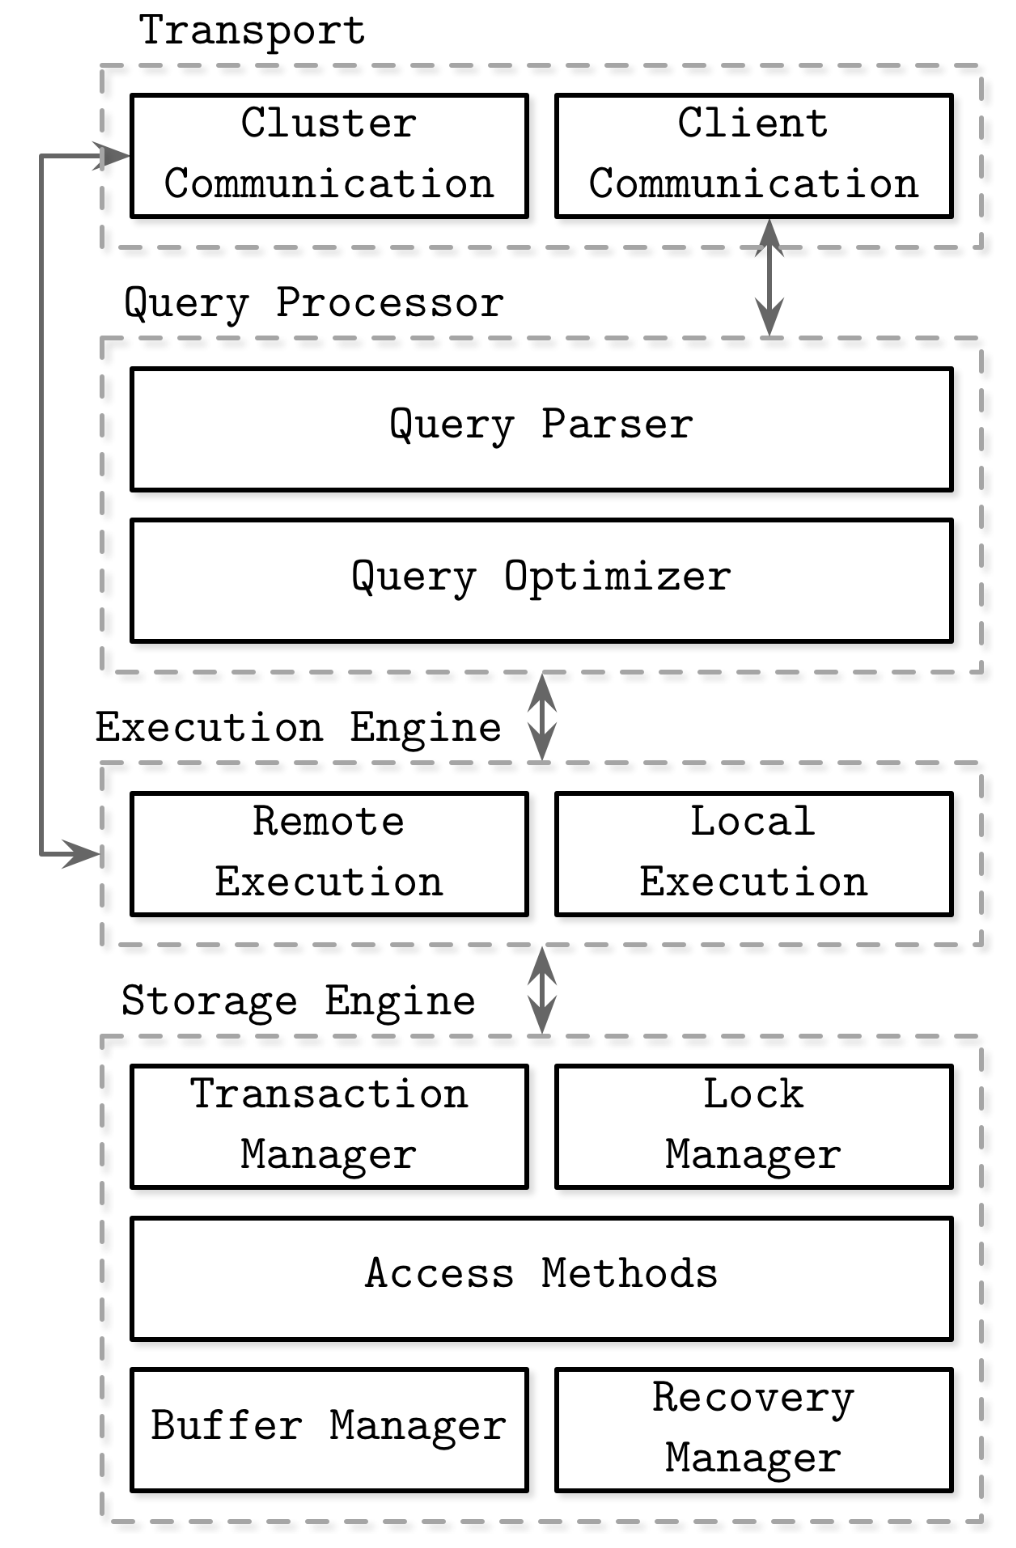 Transport
Cluster
Communication
Client
Communication
Query Processor
Query Parser
Query Optimizer
Execution Engine
Remote
Execution
Local
Execution
Storage Engine
Transaction
Manager
Lock
Manager
Access Methods
Buffer Manager
Recovery
Manager